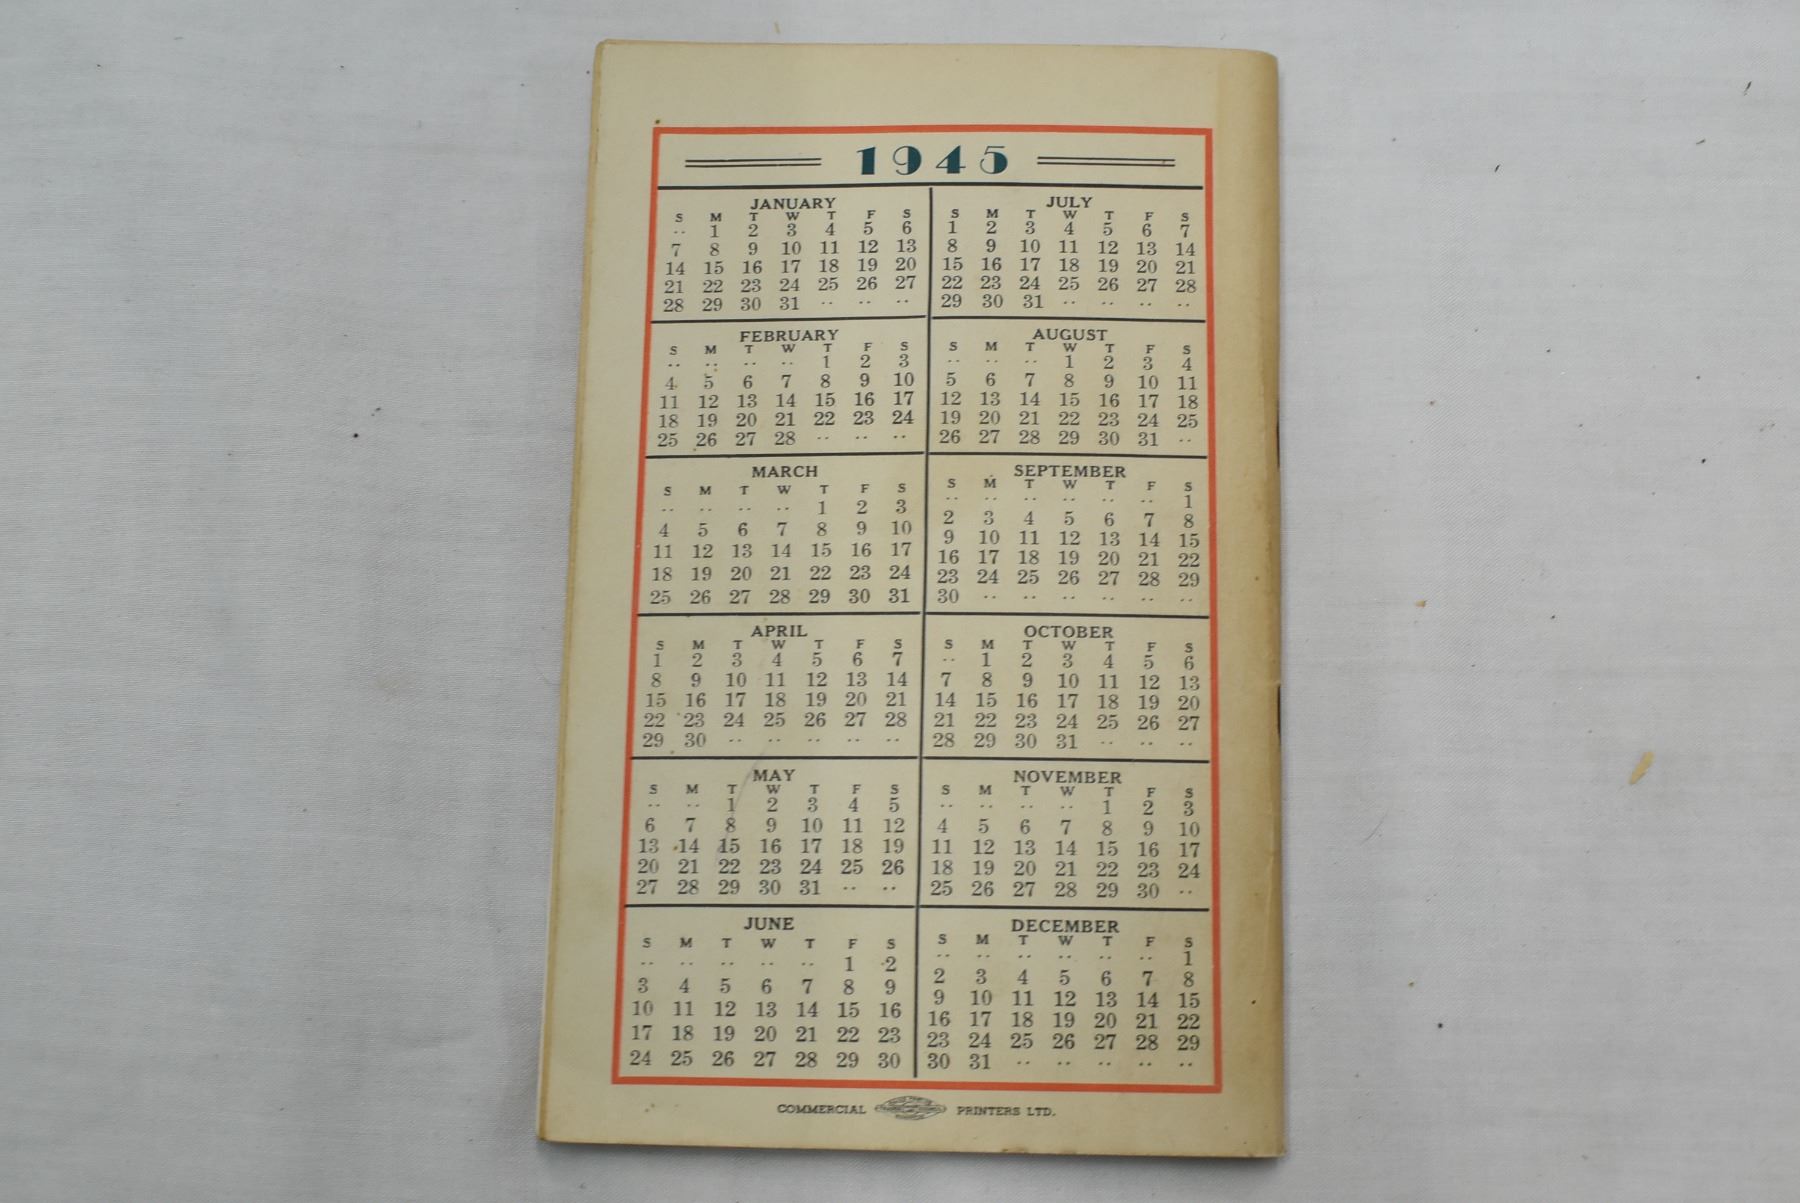 1945
JANUARY
S M T W T F S
.. 1 2 3 4 5 6
7 8 9 10 11 12 13
14 15 16 17 18 19 20
21 22 23 24 25 26 27
28 29 30 31 .. .. ..
FEBRUARY
S M T W T F S
.. .. .. .. 1 2 3
4 5 6 7 8 9 10
11 12 13 14 15 16 17
18 19 20 21 22 23 24
25 26 27 28 .. .. ..
MARCH
S M T W T F S
.. .. .. .. 1 2 3
4 5 6 7 8 9 10
11 12 13 14 15 16 17
18 19 20 21 22 23 24
25 26 27 28 29 30 31
APRIL
S M T W T F S
1 2 3 4 5 6 7
8 9 10 11 12 13 14
15 16 17 18 19 20 21
22 23 24 25 26 27 28
29 30 .. .. .. .. ..
MAY
S M T W T F S
.. .. 1 2 3 4 5
6 7 8 9 10 11 12
13 14 15 16 17 18 19
20 21 22 23 24 25 26
27 28 29 30 31 .. ..
JUNE
S M T W T F S
.. .. .. .. .. 1 2
3 4 5 6 7 8 9
10 11 12 13 14 15 16
17 18 19 20 21 22 23
24 25 26 27 28 29 30
JULY
S M T W T F S
1 2 3 4 5 6 7
8 9 10 11 12 13 14
15 16 17 18 19 20 21
22 23 24 25 26 27 28
29 30 31 .. .. .. ..
AUGUST
S M T W T F S
.. .. .. 1 2 3 4
5 6 7 8 9 10 11
12 13 14 15 16 17 18
19 20 21 22 23 24 25
26 27 28 29 30 31 ..
SEPTEMBER
S M T W T F S
.. .. .. .. .. .. 1
2 3 4 5 6 7 8
9 10 11 12 13 14 15
16 17 18 19 20 21 22
23 24 25 26 27 28 29
30 .. .. .. .. .. ..
OCTOBER
S M T W T F S
.. 1 2 3 4 5 6
7 8 9 10 11 12 13
14 15 16 17 18 19 20
21 22 23 24 25 26 27
28 29 30 31 .. .. ..
NOVEMBER
S M T W T F S
.. .. .. .. 1 2 3
4 5 6 7 8 9 10
11 12 13 14 15 16 17
18 19 20 21 22 23 24
25 26 27 28 29 30 ..
DECEMBER
S M T W T F S
.. .. .. .. .. .. 1
2 3 4 5 6 7 8
9 10 11 12 13 14 15
16 17 18 19 20 21 22
23 24 25 26 27 28 29
30 31 .. .. .. .. ..
COMMERCIAL PRINTERS LTD.